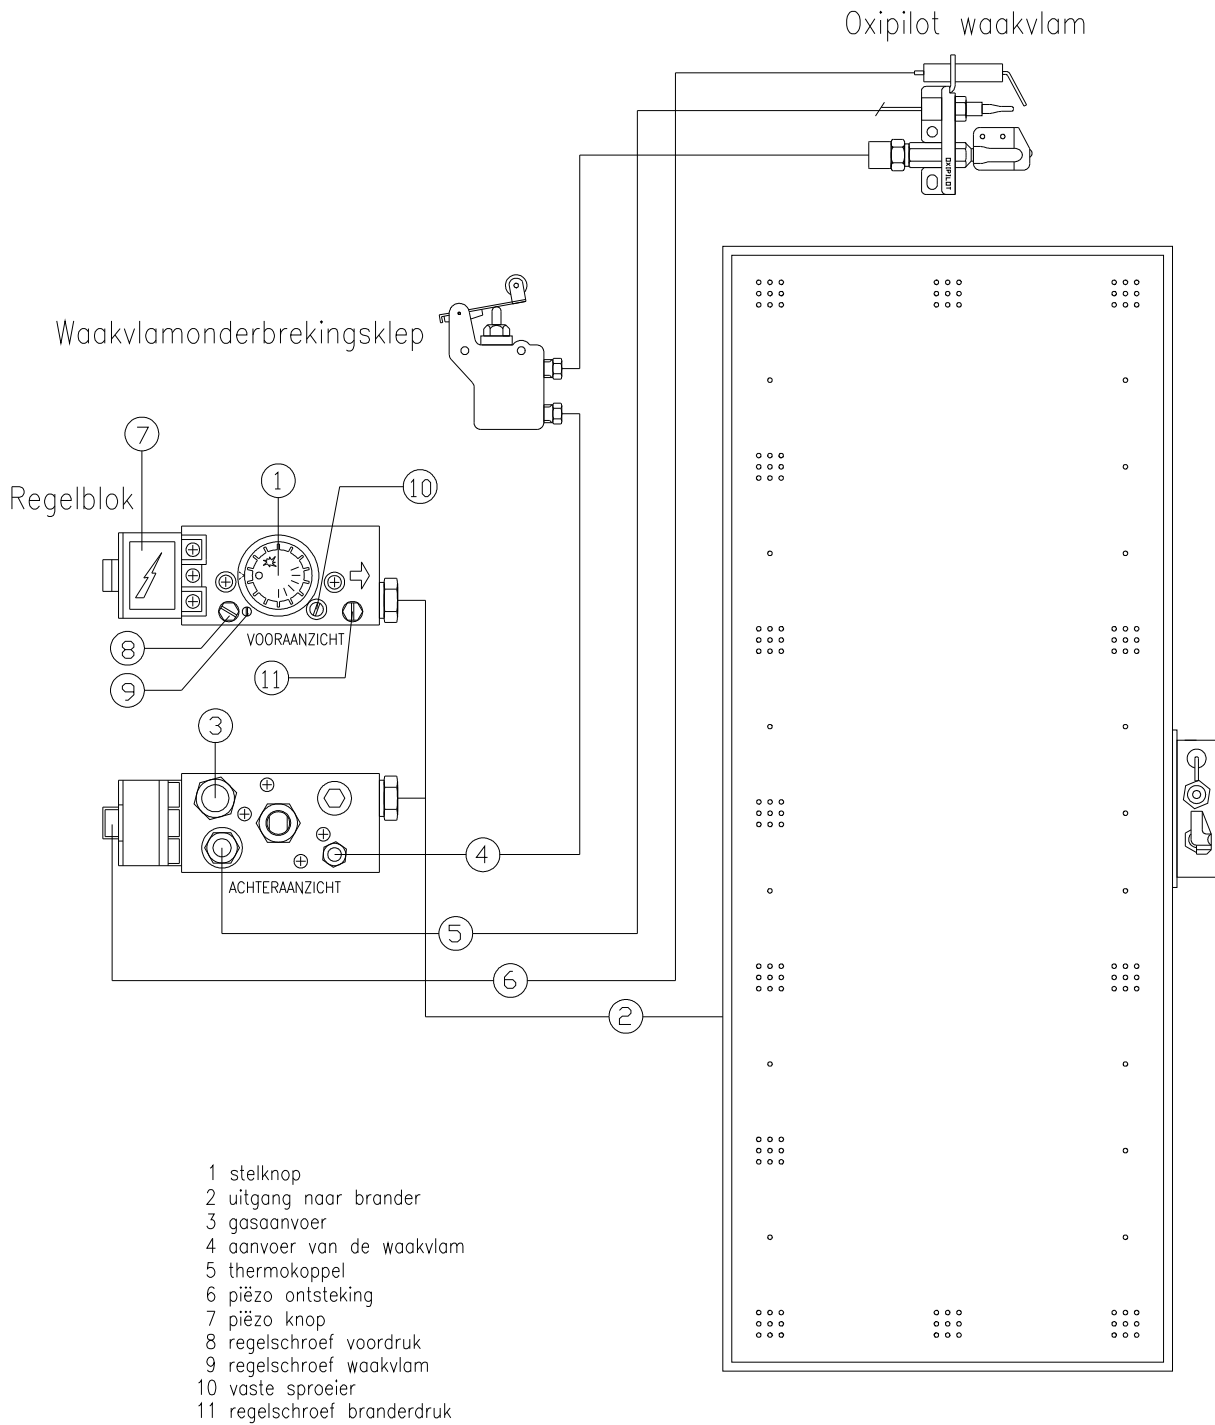 Oxipilot waakvlam
OXIPILOT
Waakvlamonderbrekingsklep
7
1
10
Regelblok
8
VOORAANZICHT
11
9
3
4
ACHTERAANZICHT
5
6
2
1 stelknop
2 uitgang naar brander
3 gasaanvoer
4 aanvoer van de waakvlam
5 thermokoppel
6 piëzo ontsteking
7 piëzo knop
8 regelschroef voordruk
9 regelschroef waakvlam
10 vaste sproeier
11 regelschroef branderdruk